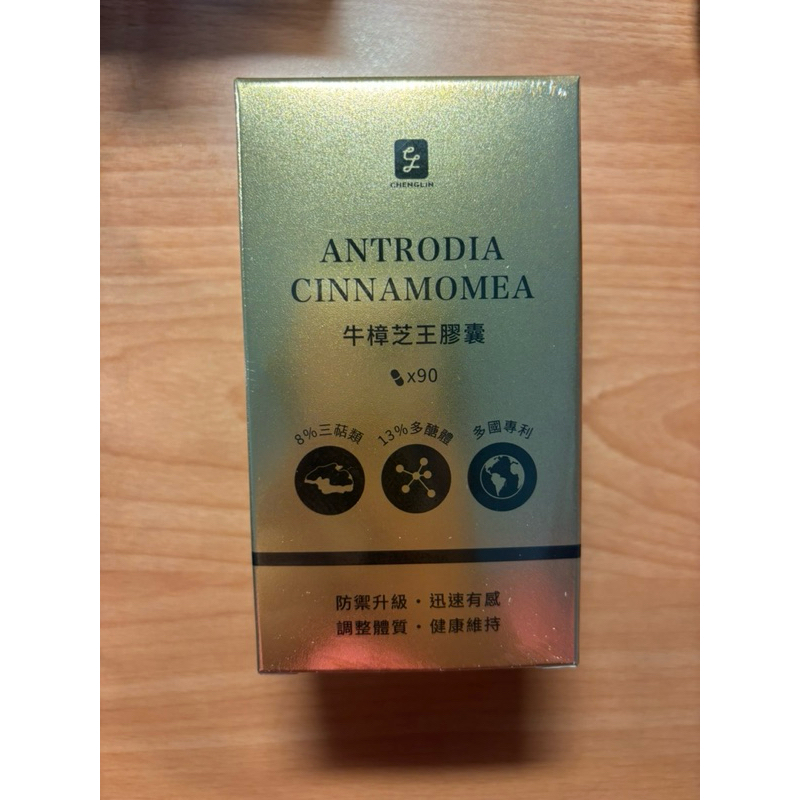 CHENGLIN
ANTRODIA
CINNAMOMEA
牛樟芝王膠囊
x90
8%三萜類 13%多醣體 多國專利
防禦升級・迅速有感
調整體質・健康維持